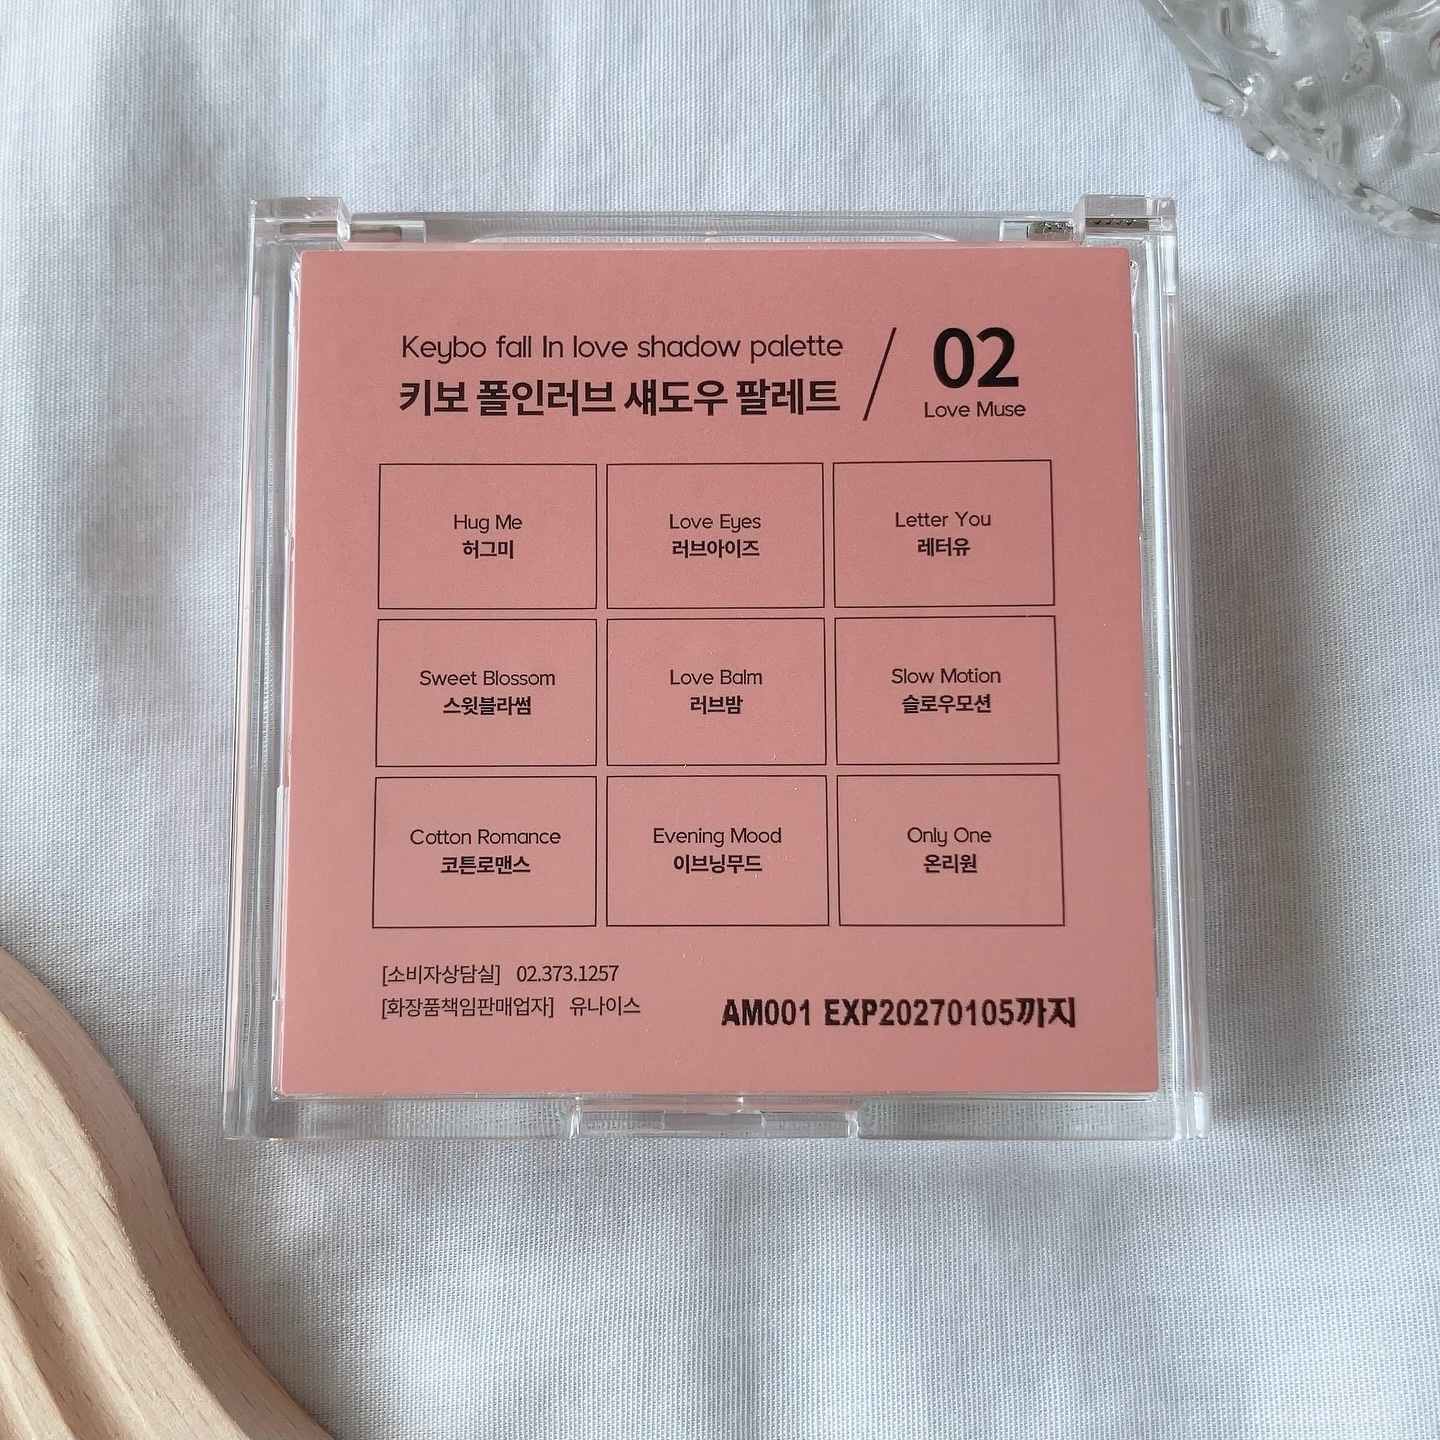 Keybo fall In love shadow palette
키보 폴인러브 섀도우 팔레트
/
02
Love Muse
Hug Me
허그미
Love Eyes
러브아이즈
Letter You
레터유
Sweet Blossom
스윗블라썸
Love Balm
러브밤
Slow Motion
슬로우모션
Cotton Romance
코튼로맨스
Evening Mood
이브닝무드
Only One
온리원
[소비자상담실] 02.373.1257
[화장품책임판매업자] 유나이스
AM001 EXP20270105까지